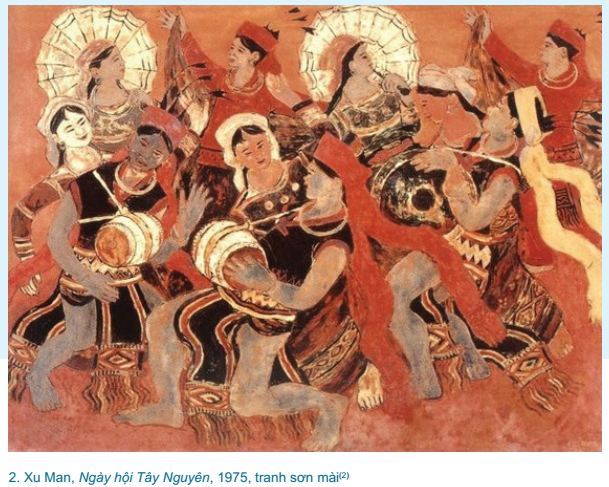 2. Xu Man, Ngày hội Tây Nguyên, 1975, tranh sơn mài⁽²⁾